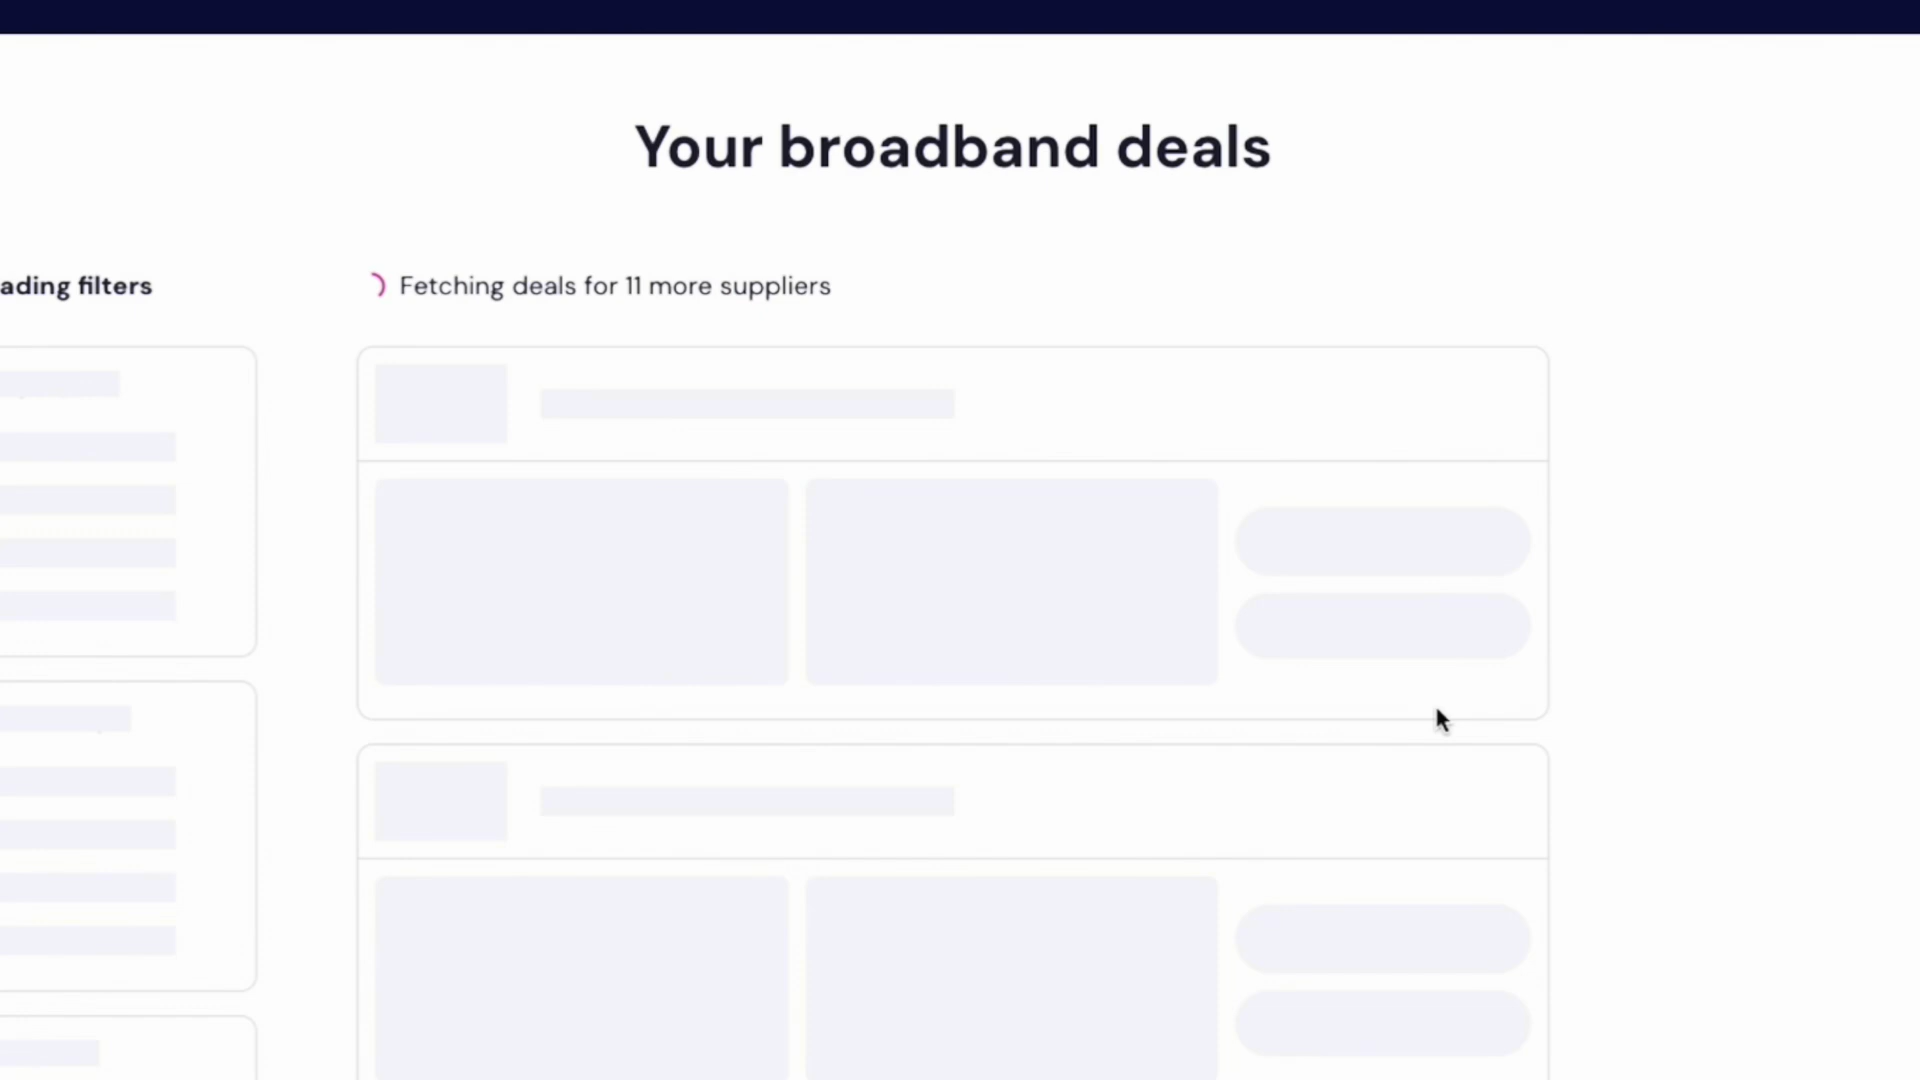 Your broadband deals
ading filters
Fetching deals for 11 more suppliers